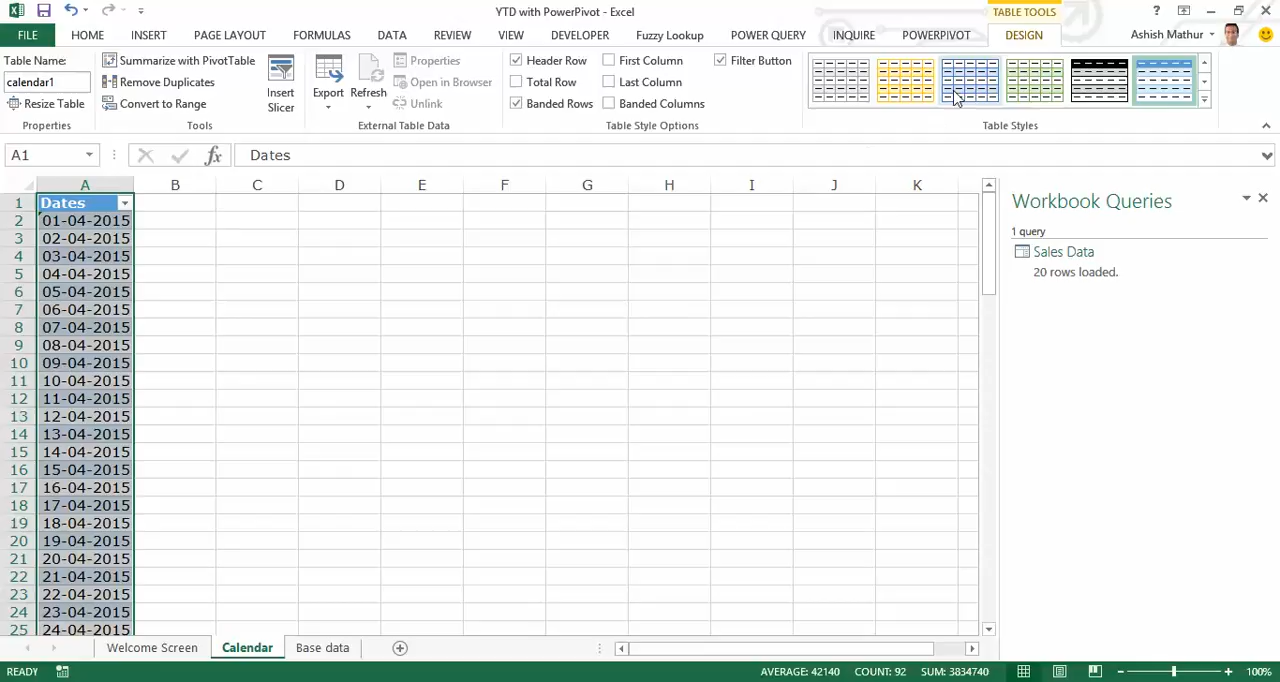 YTD with PowerPivot - Excel
TABLE TOOLS
?
FILE HOME INSERT PAGE LAYOUT FORMULAS DATA REVIEW VIEW DEVELOPER Fuzzy Lookup POWER QUERY INQUIRE POWERPIVOT DESIGN Ashish Mathur
Table Name:
calendar1
Resize Table
Properties
Summarize with PivotTable
Remove Duplicates
Convert to Range
Tools
Insert
Slicer
Export
Refresh
Properties
Open in Browser
Unlink
External Table Data
Header Row
Total Row
Banded Rows
First Column
Last Column
Banded Columns
Filter Button
Table Style Options
Table Styles
A1 fx Dates
A B C D E F G H I J K
1 Dates
2 01-04-2015
3 02-04-2015
4 03-04-2015
5 04-04-2015
6 05-04-2015
7 06-04-2015
8 07-04-2015
9 08-04-2015
10 09-04-2015
11 10-04-2015
12 11-04-2015
13 12-04-2015
14 13-04-2015
15 14-04-2015
16 15-04-2015
17 16-04-2015
18 17-04-2015
19 18-04-2015
20 19-04-2015
21 20-04-2015
22 21-04-2015
23 22-04-2015
24 23-04-2015
25 24-04-2015
Workbook Queries
1 query
Sales Data
20 rows loaded.
Welcome Screen Calendar Base data
READY AVERAGE: 42140 COUNT: 92 SUM: 3834740 100%